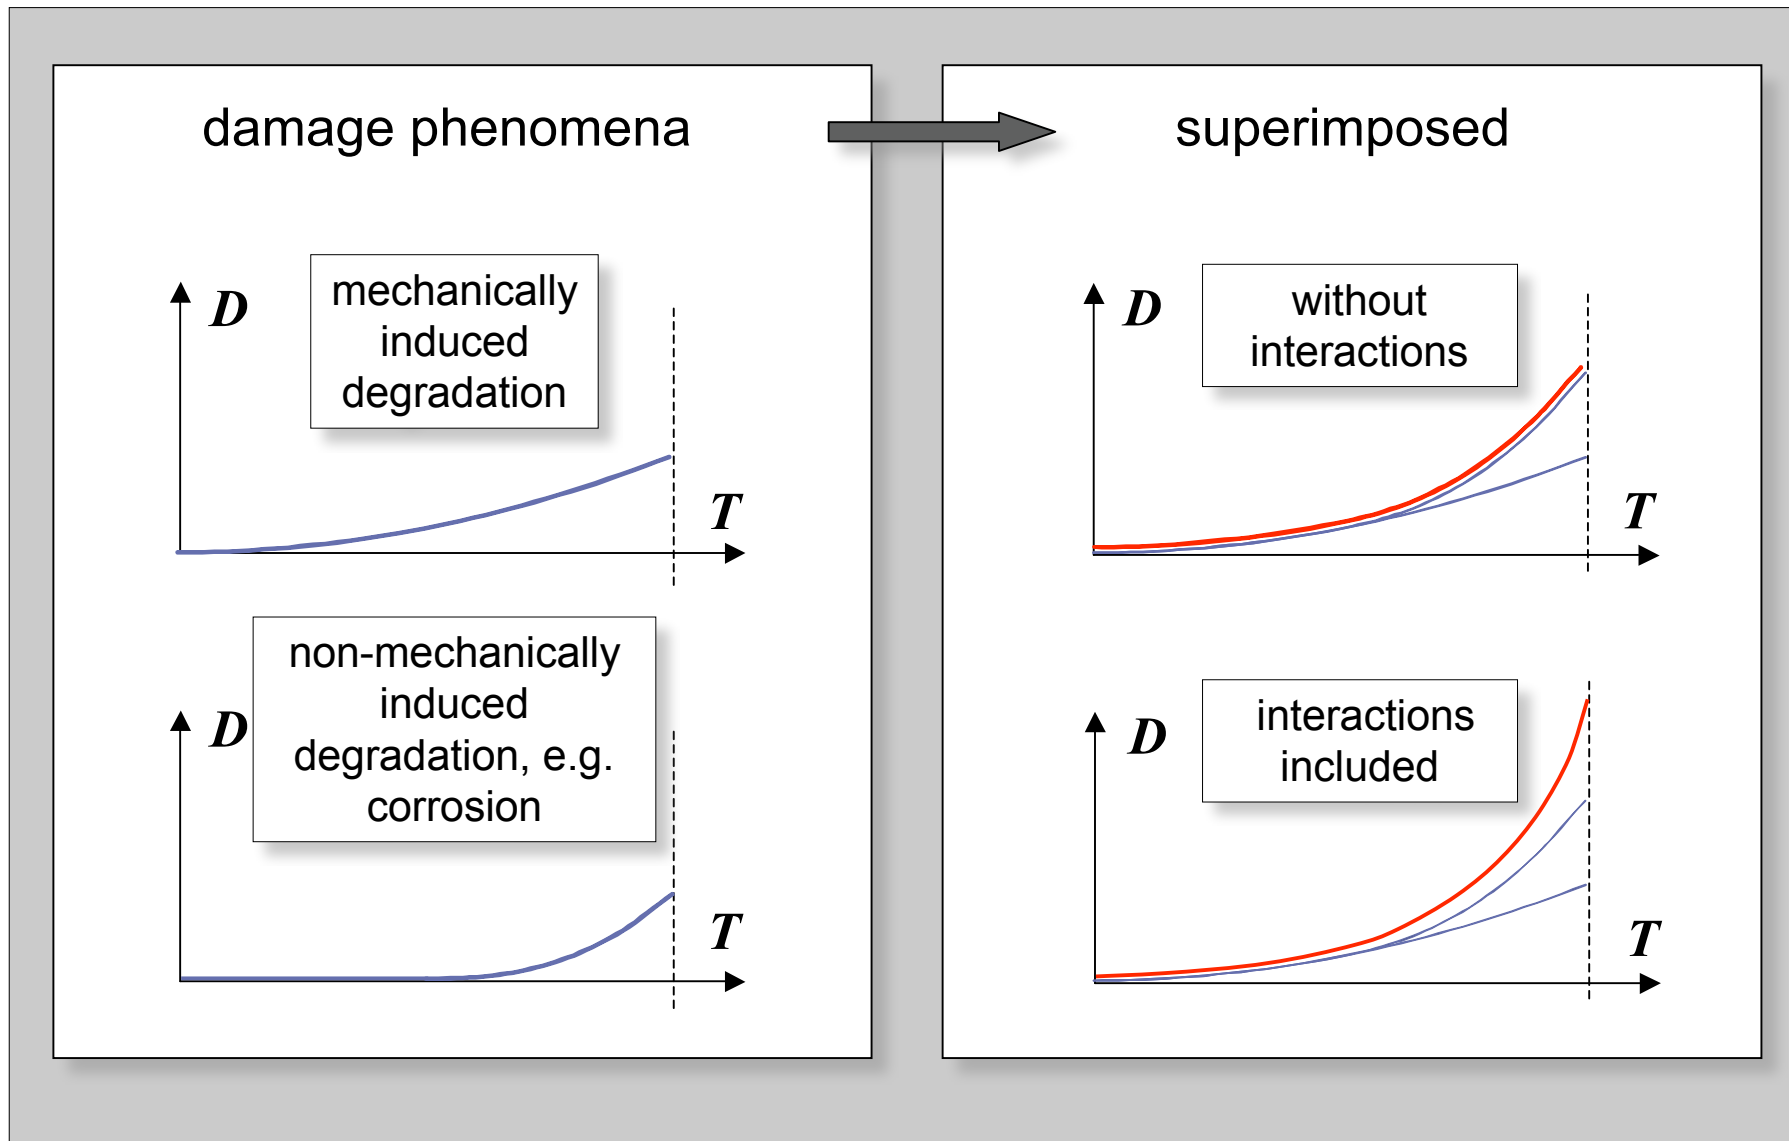 damage phenomena
mechanically
induced
degradation
D
T
non-mechanically
induced
degradation, e.g.
corrosion
D
T
superimposed
without
interactions
D
T
interactions
included
D
T